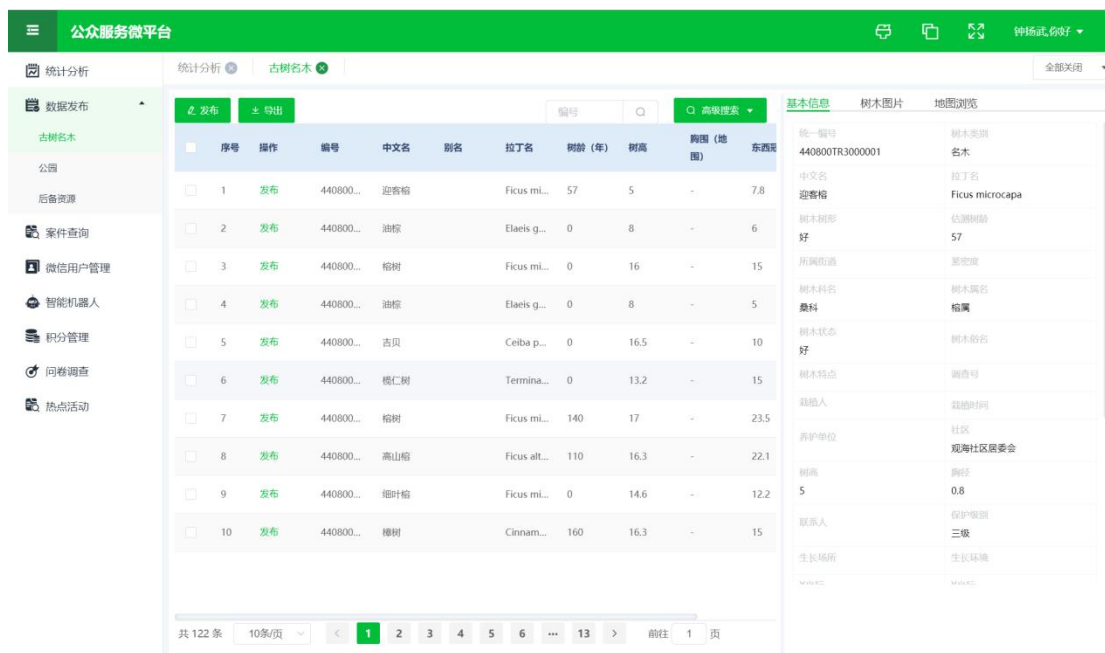 公众服务微平台
钟扬武,你好
统计分析
数据发布
古树名木
公园
后备资源
案件查询
微信用户管理
智能机器人
积分管理
问卷调查
热点活动
统计分析 古树名木 全部关闭
发布 导出 编号 高级搜索
序号 操作 编号 中文名 别名 拉丁名 树龄（年） 树高 胸围（地围） 东西冠
1 发布 440800... 迎客榕 Ficus mi... 57 5 - 7.8
2 发布 440800... 油棕 Elaeis g... 0 8 - 6
3 发布 440800... 榕树 Ficus mi... 0 16 - 15
4 发布 440800... 油棕 Elaeis g... 0 8 - 5
5 发布 440800... 吉贝 Ceiba p... 0 16.5 - 10
6 发布 440800... 榄仁树 Termina... 0 13.2 - 15
7 发布 440800... 榕树 Ficus mi... 140 17 - 23.5
8 发布 440800... 高山榕 Ficus alt... 110 16.3 - 22.1
9 发布 440800... 细叶榕 Ficus mi... 0 14.6 - 12.2
10 发布 440800... 樟树 Cinnam... 160 16.3 - 15
共 122 条 10条/页 1 2 3 4 5 6 ... 13 前往 1 页
基本信息 树木图片 地图浏览
统一编号 树木类别
440800TR3000001 名木
中文名 拉丁名
迎客榕 Ficus microcapa
树木树形 估测树龄
好 57
所属街道 郁密度
树木科名 树木属名
桑科 榕属
树木状态 树木俗名
好
树木特点 调查号
栽植人 栽植时间
养护单位 社区
观海社区居委会
树高 胸径
5 0.8
联系人 保护级别
三级
生长场所 生长环境